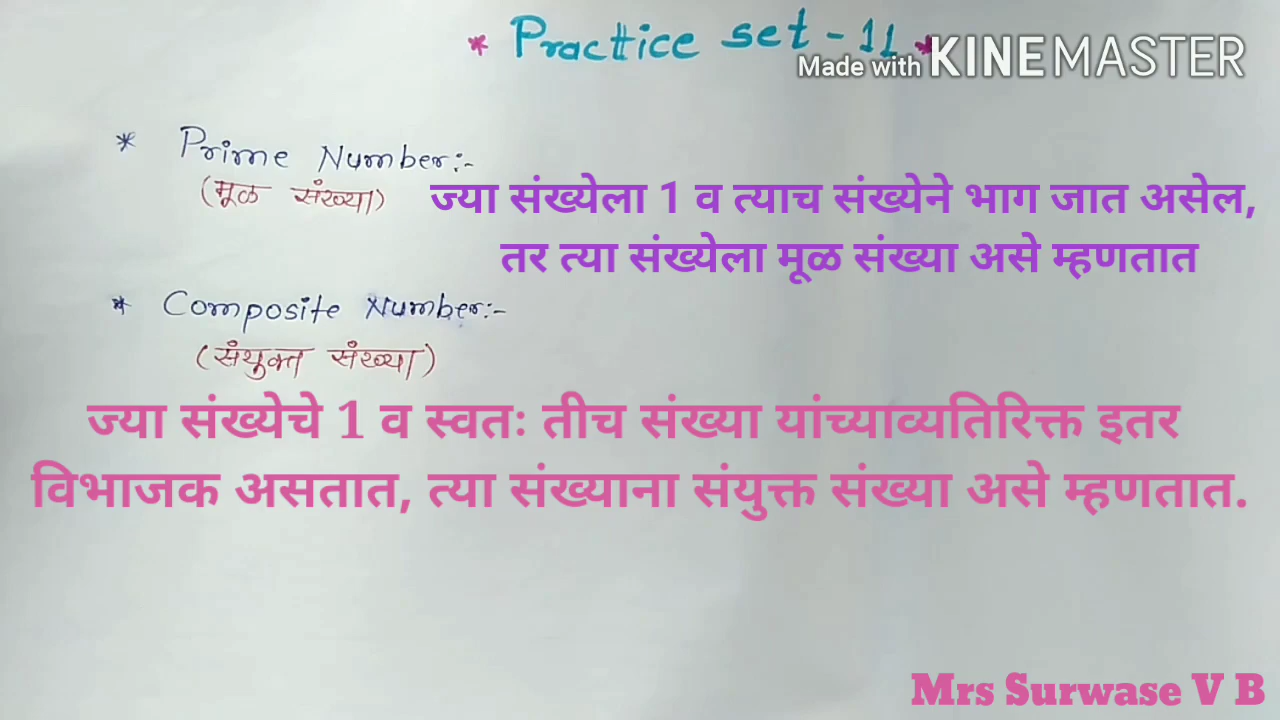 * Practice set - 11 *
Made with KINEMASTER
* Prime Number:-
(मूळ संख्या)
ज्या संख्येला 1 व त्याच संख्येने भाग जात असेल,
तर त्या संख्येला मूळ संख्या असे म्हणतात
* Composite Number:-
(संयुक्त संख्या)
ज्या संख्येचे 1 व स्वतः तीच संख्या यांच्याव्यतिरिक्त इतर
विभाजक असतात, त्या संख्याना संयुक्त संख्या असे म्हणतात.
Mrs Surwase V B